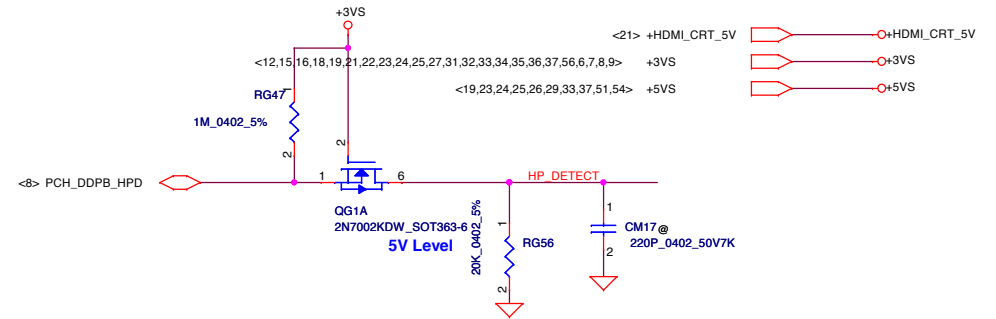 +3VS
<21> +HDMI_CRT_5V
+HDMI_CRT_5V
<12,15,16,18,19,21,22,23,24,25,27,31,32,33,34,35,36,37,56,6,7,8,9> +3VS
+3VS
<19,23,24,25,26,29,33,37,51,54> +5VS
+5VS
1
RG47
1M_0402_5%
2
2
<8> PCH_DDPB_HPD
1
6
HP_DETECT
QG1A
2N7002KDW_SOT363-6
5V Level
1
RG56
20K_0402_5%
2
1
CM17@
220P_0402_50V7K
2